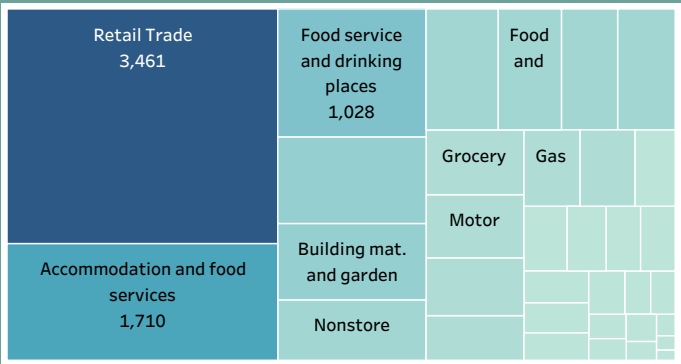 Retail Trade
3,461
Accommodation and food
services
1,710
Food service
and drinking
places
1,028
Building mat.
and garden
Nonstore
Food
and
Grocery
Gas
Motor